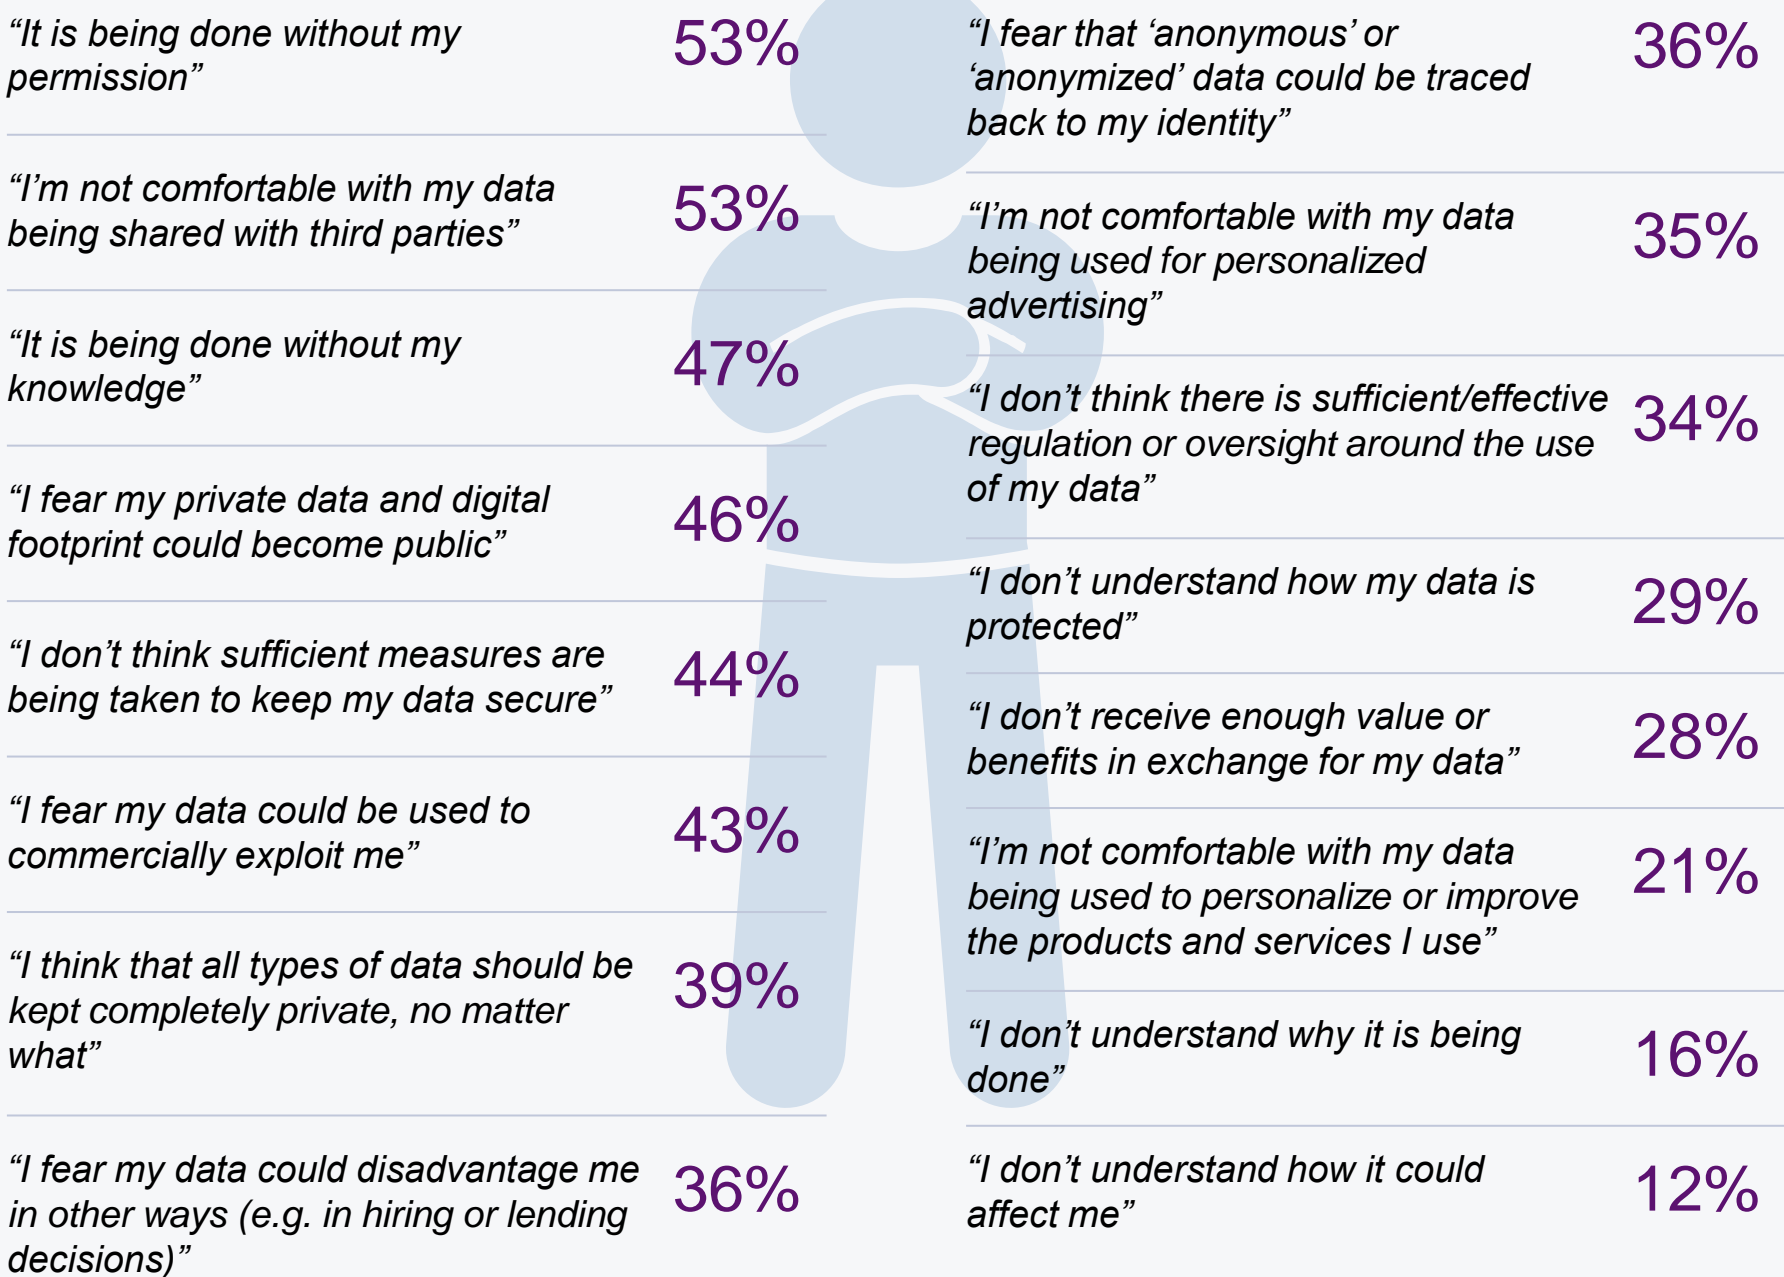 “It is being done without my
permission”
53%
“I’m not comfortable with my data
being shared with third parties”
53%
“It is being done without my
knowledge”
47%
“I fear my private data and digital
footprint could become public”
46%
“I don’t think sufficient measures are
being taken to keep my data secure”
44%
“I fear my data could be used to
commercially exploit me”
43%
“I think that all types of data should be
kept completely private, no matter
what”
39%
“I fear my data could disadvantage me
in other ways (e.g. in hiring or lending
decisions)”
36%
“I fear that ‘anonymous’ or
‘anonymized’ data could be traced
back to my identity”
36%
“I’m not comfortable with my data
being used for personalized
advertising”
35%
“I don’t think there is sufficient/effective
regulation or oversight around the use
of my data”
34%
“I don’t understand how my data is
protected”
29%
“I don’t receive enough value or
benefits in exchange for my data”
28%
“I’m not comfortable with my data
being used to personalize or improve
the products and services I use”
21%
“I don’t understand why it is being
done”
16%
“I don’t understand how it could
affect me”
12%